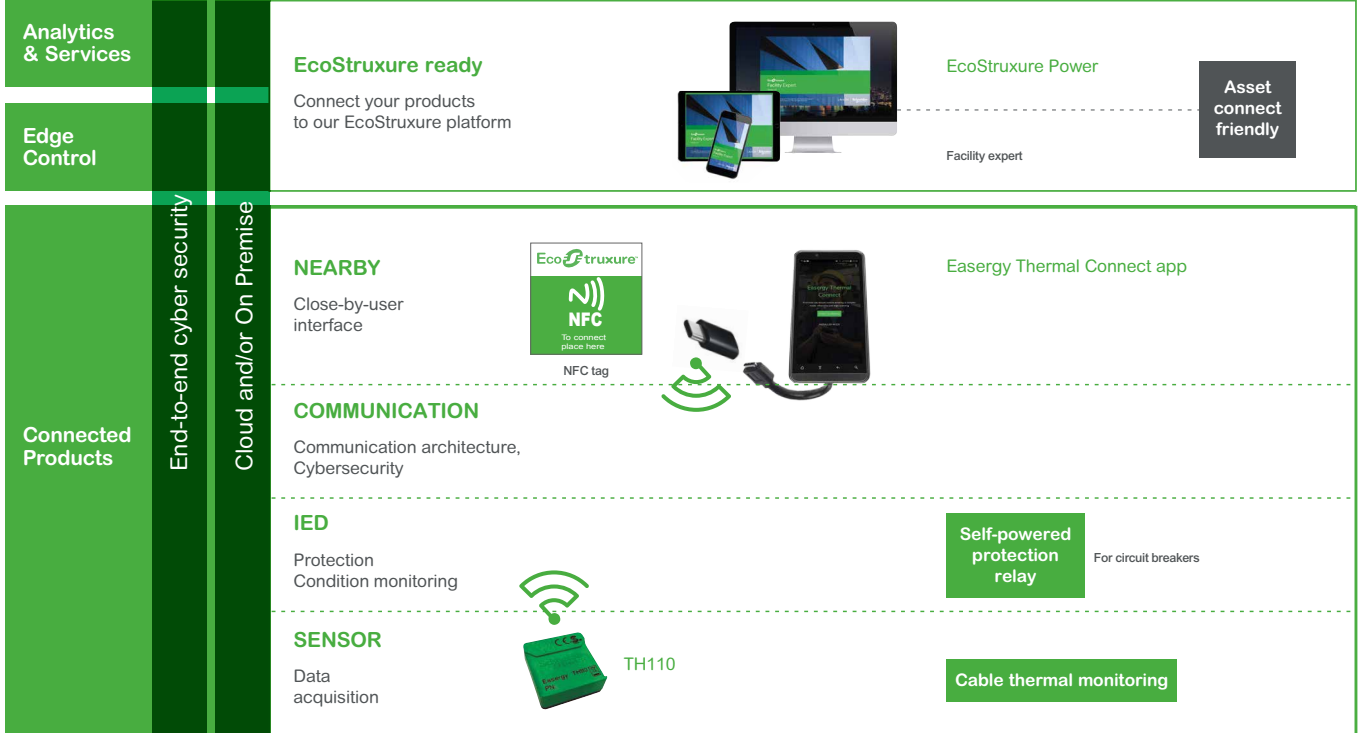 Analytics
& Services
Edge
Control
Connected
Products
End-to-end cyber security
Cloud and/or On Premise
EcoStruxure ready
Connect your products
to our EcoStruxure platform
Facility Expert
EcoStruxure Power
Facility expert
Asset
connect
friendly
NEARBY
Close-by-user
interface
EcoStruxure
NFC
To connect
place here
NFC tag
Easergy Thermal
Connect
Easergy Thermal Connect app
COMMUNICATION
Communication architecture,
Cybersecurity
IED
Protection
Condition monitoring
Self-powered
protection
relay
For circuit breakers
SENSOR
Data
acquisition
TH110
Cable thermal monitoring